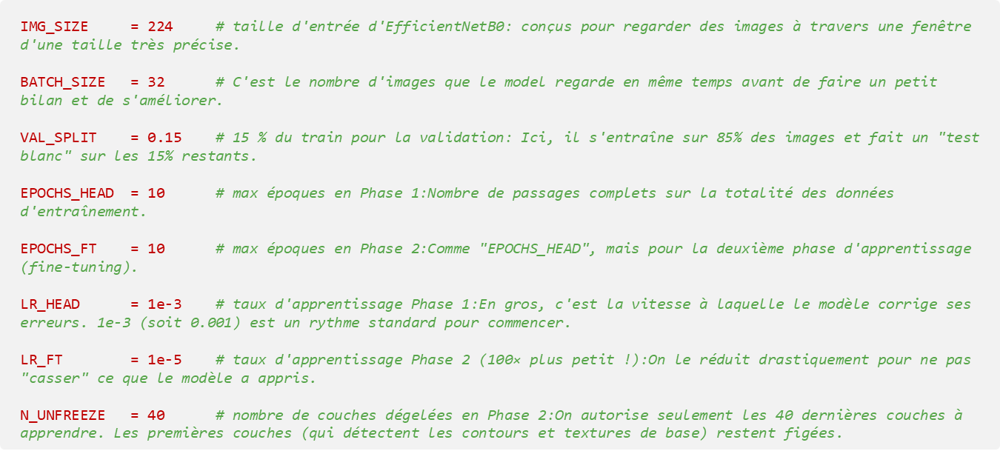 IMG_SIZE     = 224     # taille d'entrée d'EfficientNetB0: conçus pour regarder des images à travers une fenêtre
d'une taille très précise.
BATCH_SIZE   = 32      # C'est le nombre d'images que le model regarde en même temps avant de faire un petit
bilan et de s'améliorer.
VAL_SPLIT    = 0.15    # 15 % du train pour la validation: Ici, il s'entraîne sur 85% des images et fait un "test
blanc" sur les 15% restants.
EPOCHS_HEAD  = 10      # max époques en Phase 1:Nombre de passages complets sur la totalité des données
d'entraînement.
EPOCHS_FT    = 10      # max époques en Phase 2:Comme "EPOCHS_HEAD", mais pour la deuxième phase d'apprentissage
(fine-tuning).
LR_HEAD      = 1e-3    # taux d'apprentissage Phase 1:En gros, c'est la vitesse à laquelle le modèle corrige ses
erreurs. 1e-3 (soit 0.001) est un rythme standard pour commencer.
LR_FT        = 1e-5    # taux d'apprentissage Phase 2 (100× plus petit !):On le réduit drastiquement pour ne pas
"casser" ce que le modèle a appris.
N_UNFREEZE   = 40      # nombre de couches dégelées en Phase 2:On autorise seulement les 40 dernières couches à
apprendre. Les premières couches (qui détectent les contours et textures de base) restent figées.